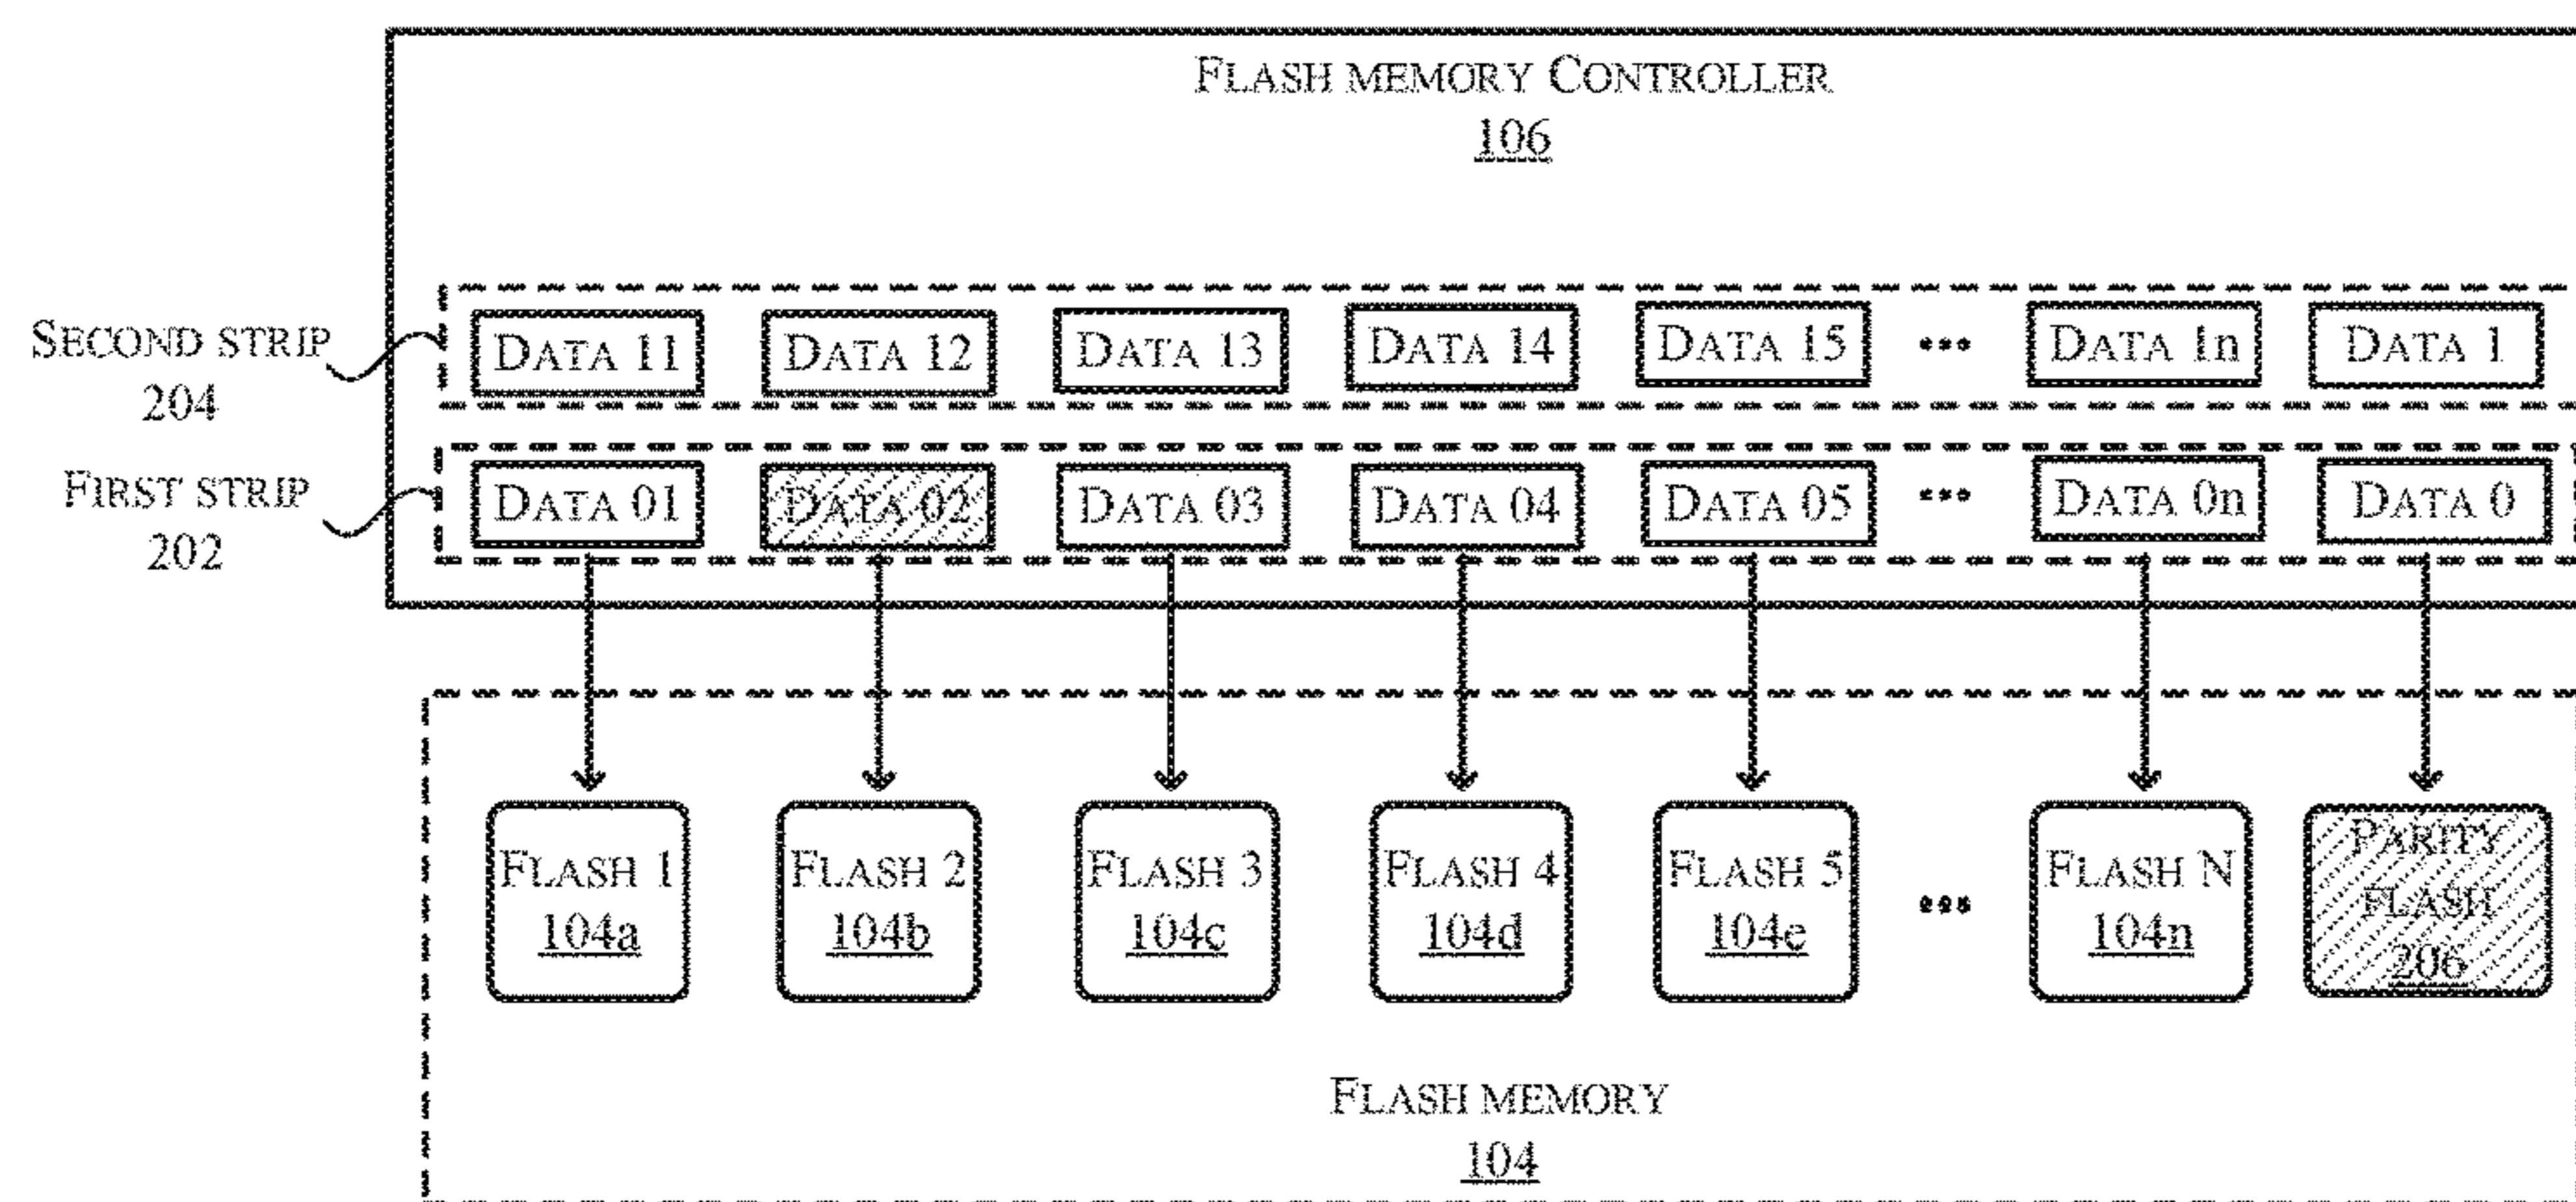 FLASH MEMORY CONTROLLER
106
SECOND STRIP
204
DATA 11 DATA 12 DATA 13 DATA 14 DATA 15 ••• DATA 1n DATA 1
FIRST STRIP
202
DATA 01 DATA 02 DATA 03 DATA 04 DATA 05 ••• DATA 0n DATA 0
FLASH 1
104a
FLASH 2
104b
FLASH 3
104c
FLASH 4
104d
FLASH 5
104e
•••
FLASH N
104n
PARITY
FLASH
206
FLASH MEMORY
104